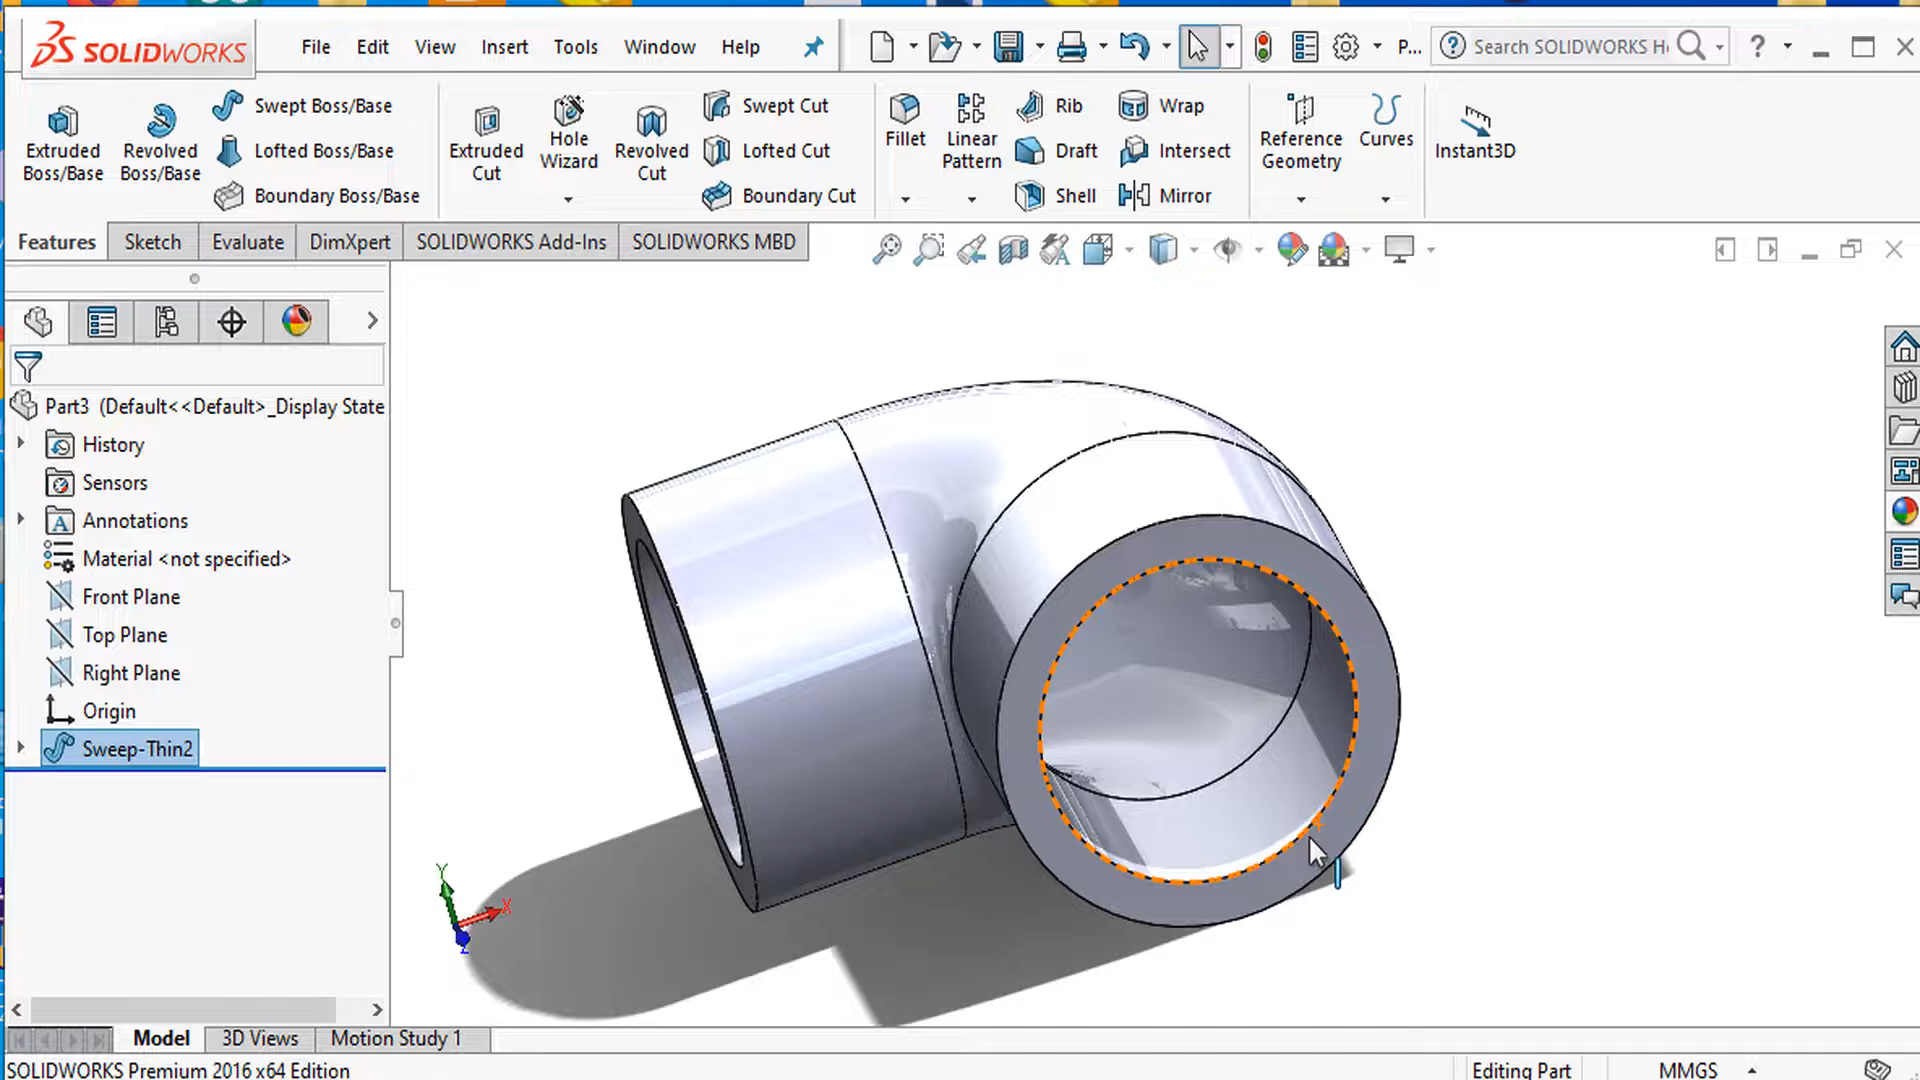 SOLIDWORKS
File Edit View Insert Tools Window Help
P...
Search SOLIDWORKS H
Extruded Boss/Base
Revolved Boss/Base
Swept Boss/Base
Lofted Boss/Base
Boundary Boss/Base
Extruded Cut
Hole Wizard
Revolved Cut
Swept Cut
Lofted Cut
Boundary Cut
Fillet
Linear Pattern
Rib
Draft
Shell
Wrap
Intersect
Mirror
Reference Geometry
Curves
Instant3D
Features Sketch Evaluate DimXpert SOLIDWORKS Add-Ins SOLIDWORKS MBD
Part3 (Default<<Default>_Display State
History
Sensors
Annotations
Material <not specified>
Front Plane
Top Plane
Right Plane
Origin
Sweep-Thin2
Y
X
Z
Model 3D Views Motion Study 1
SOLIDWORKS Premium 2016 x64 Edition
Editing Part
MMGS